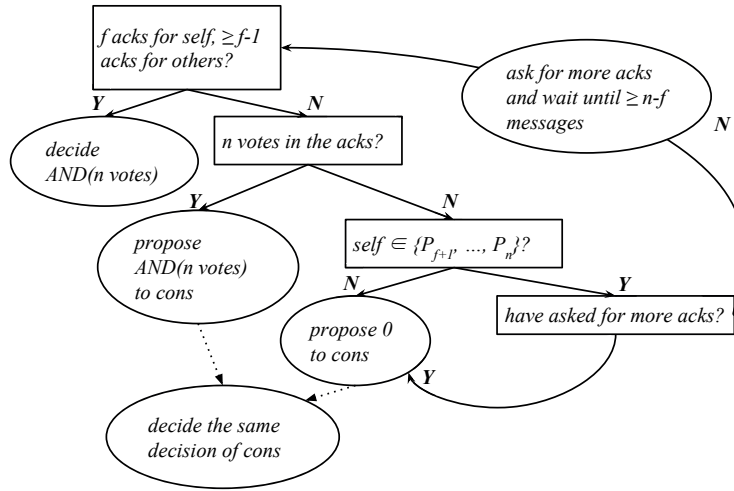 f acks for self, ≥ f-1
acks for others?
ask for more acks
and wait until ≥ n-f
messages
Y
N
N
decide
AND(n votes)
n votes in the acks?
Y
N
propose
AND(n votes)
to cons
self ∈ {P_{f+1}, ..., P_n}?
N
Y
propose 0
to cons
have asked for more acks?
Y
decide the same
decision of cons